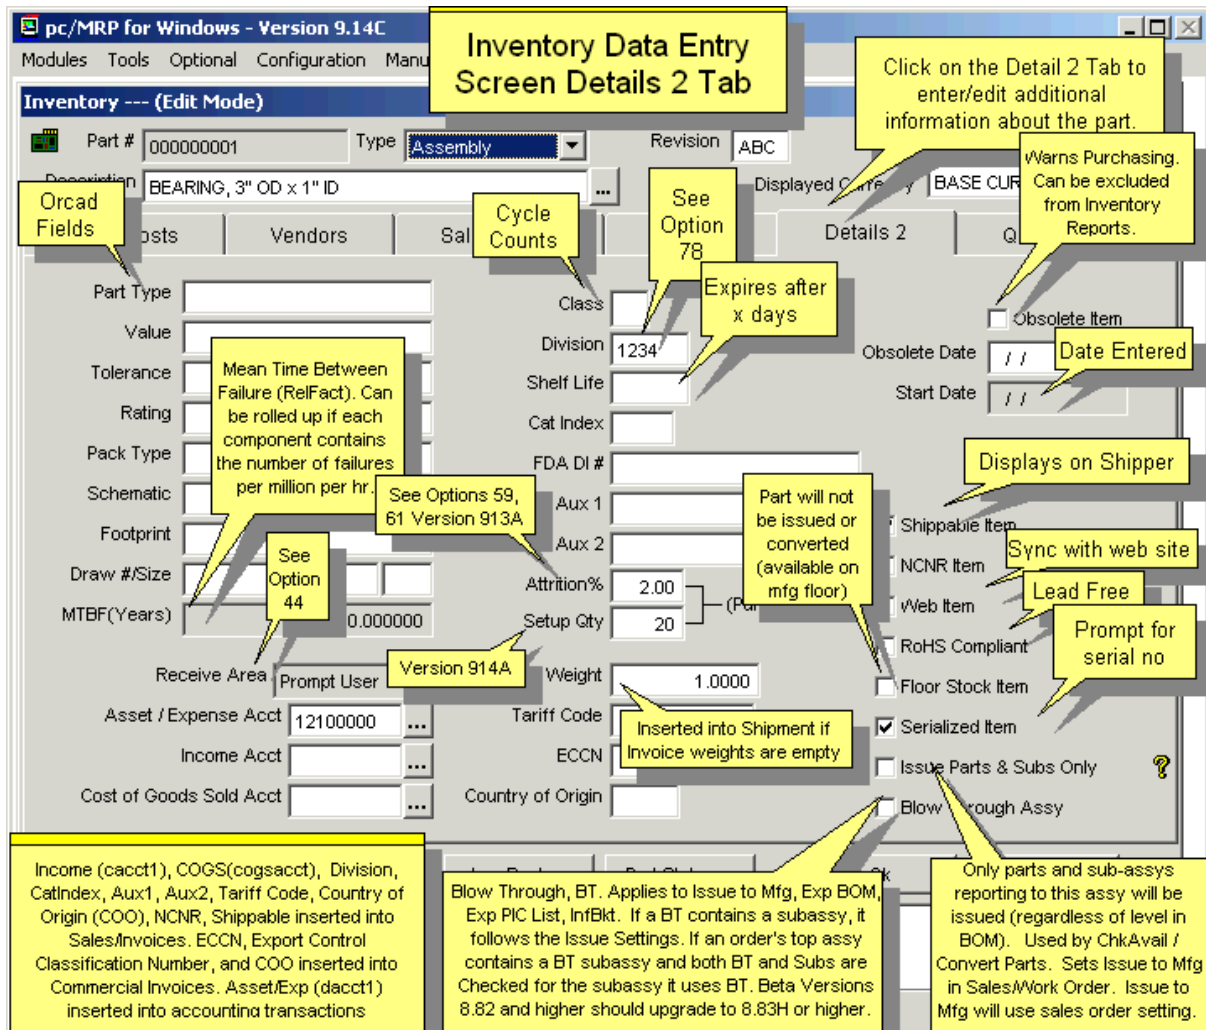 pc/MRP for Windows - Version 9.14C
Modules Tools Optional Configuration Manu
Inventory Data Entry
Screen Details 2 Tab
Click on the Detail 2 Tab to
enter/edit additional
information about the part.
Inventory --- (Edit Mode)
Part # 000000001 Type Assembly Revision ABC
Description BEARING, 3" OD x 1" ID ... Displayed Currency BASE CUR
Warns Purchasing.
Can be excluded
from Inventory
Reports.
Orcad
Fields
Cycle
Counts
See
Option
78
osts Vendors Sal Details 2 Q
Expires after
x days
Part Type
Value
Tolerance
Rating
Pack Type
Schematic
Footprint
Draw #/Size
MTBF(Years) 0.000000
Mean Time Between
Failure (RelFact). Can
be rolled up if each
component contains
the number of failures
per million per hr.
See
Option
44
Receive Area Prompt User
Asset / Expense Acct 12100000 ...
Income Acct ...
Cost of Goods Sold Acct ...
Class
Division 1234
Shelf Life
Cat Index
FDA DI #
Aux 1
Aux 2
See Options 59,
61 Version 913A
Attrition% 2.00
Setup Qty 20
(Pu
Version 914A
Weight 1.0000
Tariff Code
ECCN
Country of Origin
Inserted into Shipment if
Invoice weights are empty
Part will not
be issued or
converted
(available on
mfg floor)
Obsolete Item
Obsolete Date / /
Start Date / /
Date Entered
Displays on Shipper
Shippable Item
NCNR Item
Sync with web site
Web Item
Lead Free
RoHS Compliant
Prompt for
serial no
Floor Stock Item
Serialized Item
Issue Parts & Subs Only ?
Blow Through Assy
Ok
Income (cacct1), COGS(cogsacct), Division,
CatIndex, Aux1, Aux2, Tariff Code, Country of
Origin (COO), NCNR, Shippable inserted into
Sales/Invoices. ECCN, Export Control
Classification Number, and COO inserted into
Commercial Invoices. Asset/Exp (dacct1)
inserted into accounting transactions
Blow Through, BT. Applies to Issue to Mfg, Exp BOM,
Exp PIC List, InfBkt. If a BT contains a subassy, it
follows the Issue Settings. If an order's top assy
contains a BT subassy and both BT and Subs are
Checked for the subassy it uses BT. Beta Versions
8.82 and higher should upgrade to 8.83H or higher.
Only parts and sub-assys
reporting to this assy will be
issued (regardless of level in
BOM). Used by ChkAvail /
Convert Parts. Sets Issue to Mfg
in Sales/Work Order. Issue to
Mfg will use sales order setting.